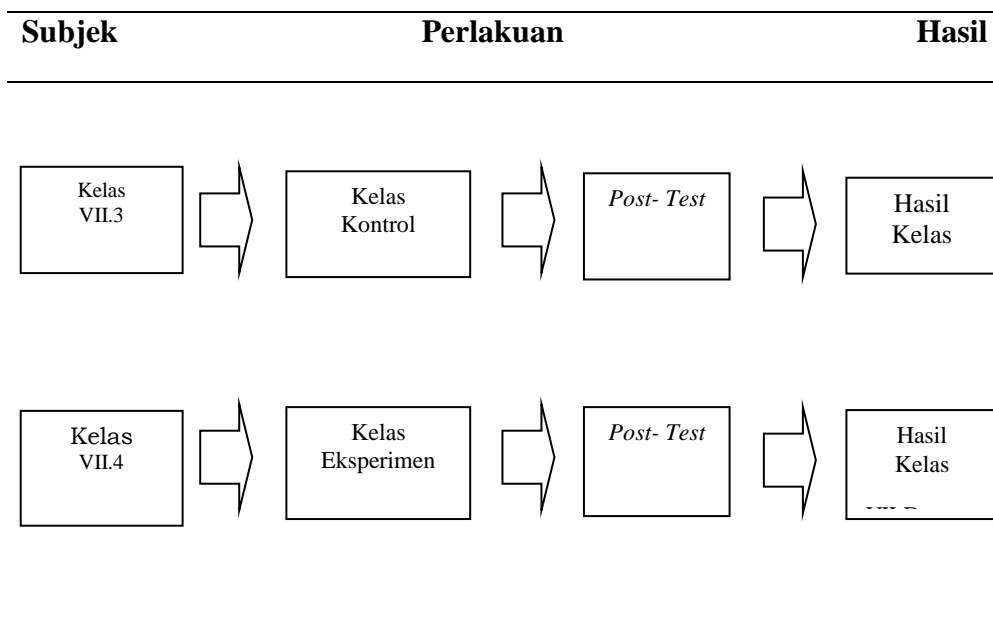 Subjek Perlakuan Hasil
Kelas
VII.3
Kelas
Kontrol
Post- Test
Hasil
Kelas
Kelas
VII.4
Kelas
Eksperimen
Post- Test
Hasil
Kelas